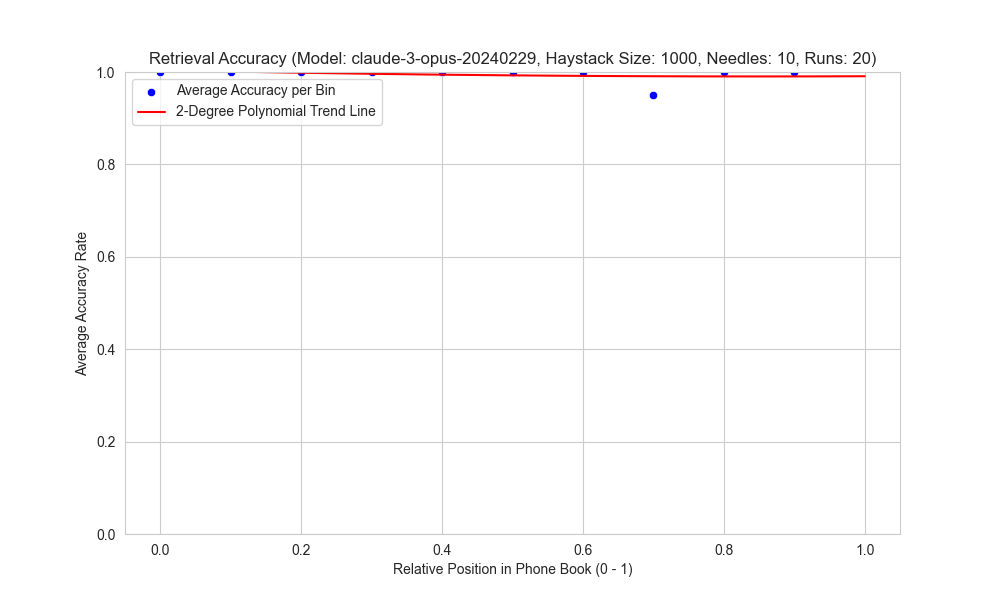 Retrieval Accuracy (Model: claude-3-opus-20240229, Haystack Size: 1000, Needles: 10, Runs: 20)
Average Accuracy per Bin
2-Degree Polynomial Trend Line
Average Accuracy Rate
1.0
0.8
0.6
0.4
0.2
0.0
0.0 0.2 0.4 0.6 0.8 1.0
Relative Position in Phone Book (0 - 1)